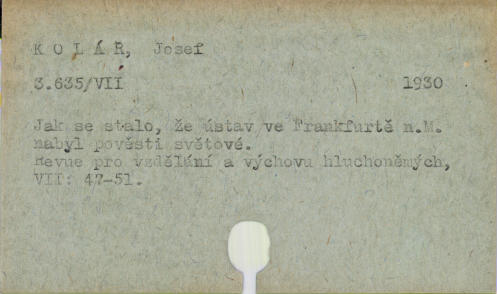 K O L Á Ř, Josef
3.635/VII 1930
Jak se stalo, že ústav ve Frankfurtě n.M.
nabyl pověsti světové.
Revue pro vzdělání a výchovu hluchoněmých,
VII: 47-51.